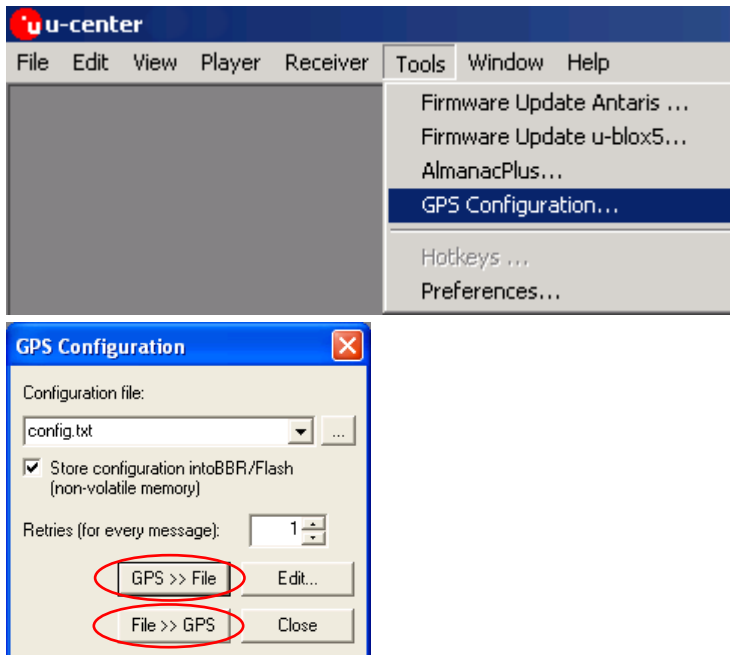 u-center
File Edit View Player Receiver Tools Window Help
Firmware Update Antaris ...
Firmware Update u-blox5...
AlmanacPlus...
GPS Configuration...
Hotkeys ...
Preferences...
GPS Configuration
Configuration file:
config.txt ...
Store configuration intoBBR/Flash
(non-volatile memory)
Retries (for every message): 1
GPS >> File Edit...
File >> GPS Close